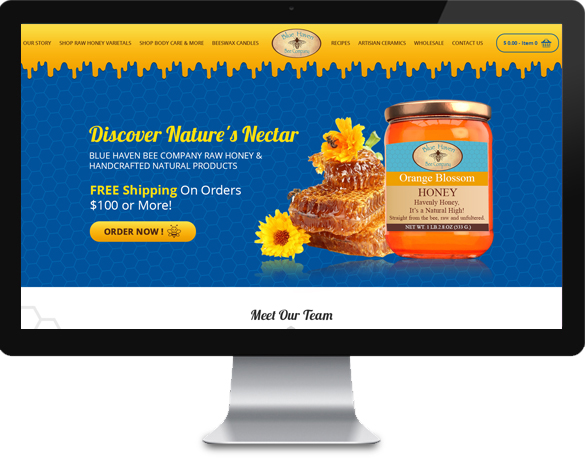 OUR STORY
SHOP RAW HONEY VARIETALS
SHOP BODY CARE & MORE
BEESWAX CANDLES
Blue Haven
Bee Company
RECIPES
ARTISAN CERAMICS
WHOLESALE
CONTACT US
$ 0.00 - Item 0
Discover Nature's Nectar
BLUE HAVEN BEE COMPANY RAW HONEY &
HANDCRAFTED NATURAL PRODUCTS
FREE Shipping On Orders
$100 or More!
ORDER NOW !
Blue Haven
Bee Company
Orange Blossom
HONEY
Havenly Honey.
It's a Natural High!
Straight from the bee, raw and unfiltered.
NET WT. 1 LB 2.8 OZ (533 G)
Meet Our Team